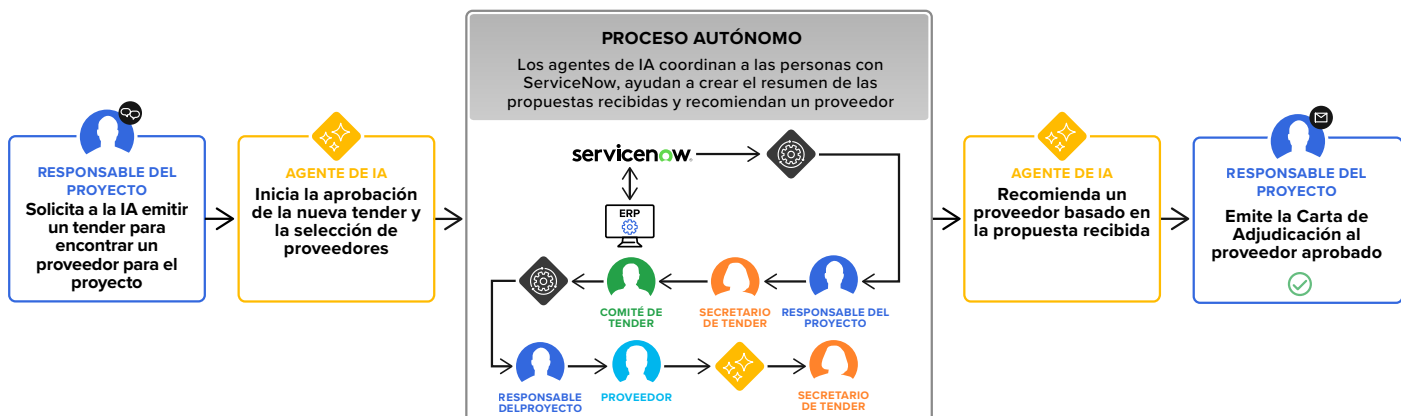 RESPONSABLE DEL
PROYECTO
Solicita a la IA emitir
un tender para
encontrar un
proveedor para el
proyecto
AGENTE DE IA
Inicia la aprobación
de la nueva tender y
la selección de
proveedores
PROCESO AUTÓNOMO
Los agentes de IA coordinan a las personas con
ServiceNow, ayudan a crear el resumen de las
propuestas recibidas y recomiendan un proveedor
servicenow
ERP
COMITÉ DE
TENDER
SECRETARIO
DE TENDER
RESPONSABLE DEL
PROYECTO
RESPONSABLE
DELPROYECTO
PROVEEDOR
SECRETARIO
DE TENDER
AGENTE DE IA
Recomienda un
proveedor basado en
la propuesta recibida
RESPONSABLE DEL
PROYECTO
Emite la Carta de
Adjudicación al
proveedor aprobado